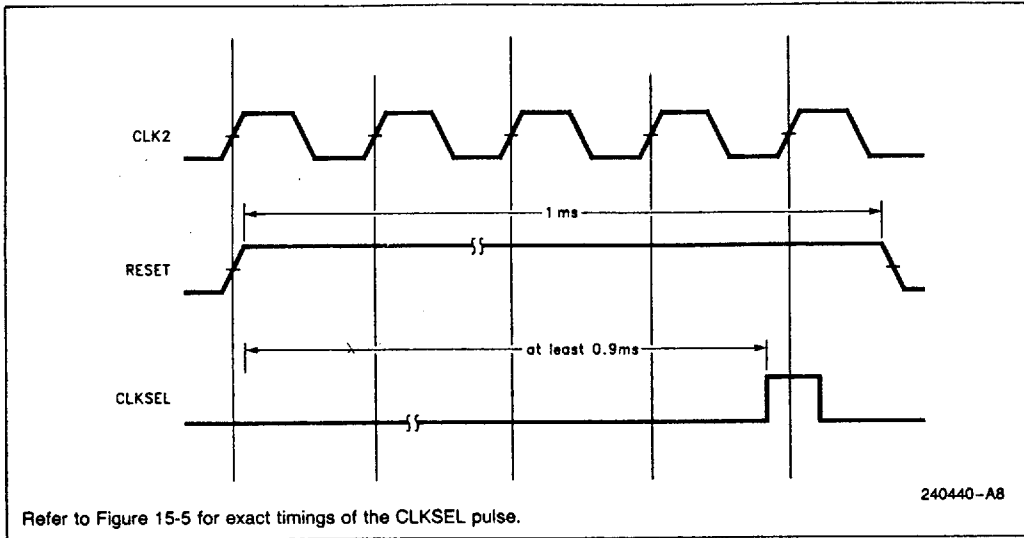 CLK2
1 ms
RESET
at least 0.9ms
CLKSEL
240440-A8
Refer to Figure 15-5 for exact timings of the CLKSEL pulse.